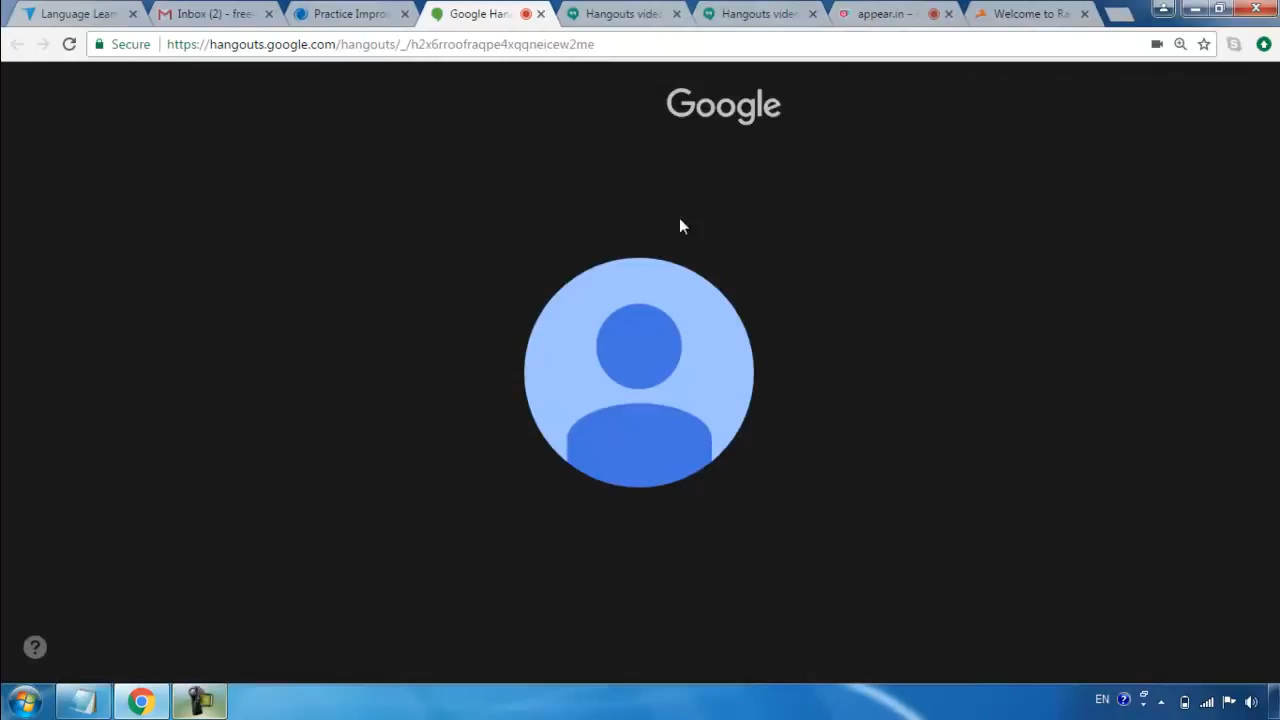 Language Lear
Inbox (2) - free
Practice Impro
Google Han
Hangouts vide
Hangouts vide
appear.in –
Welcome to Ra
Secure
https://hangouts.google.com/hangouts/_/h2x6rroofraqpe4xqqneicew2me
Google
?
EN
?